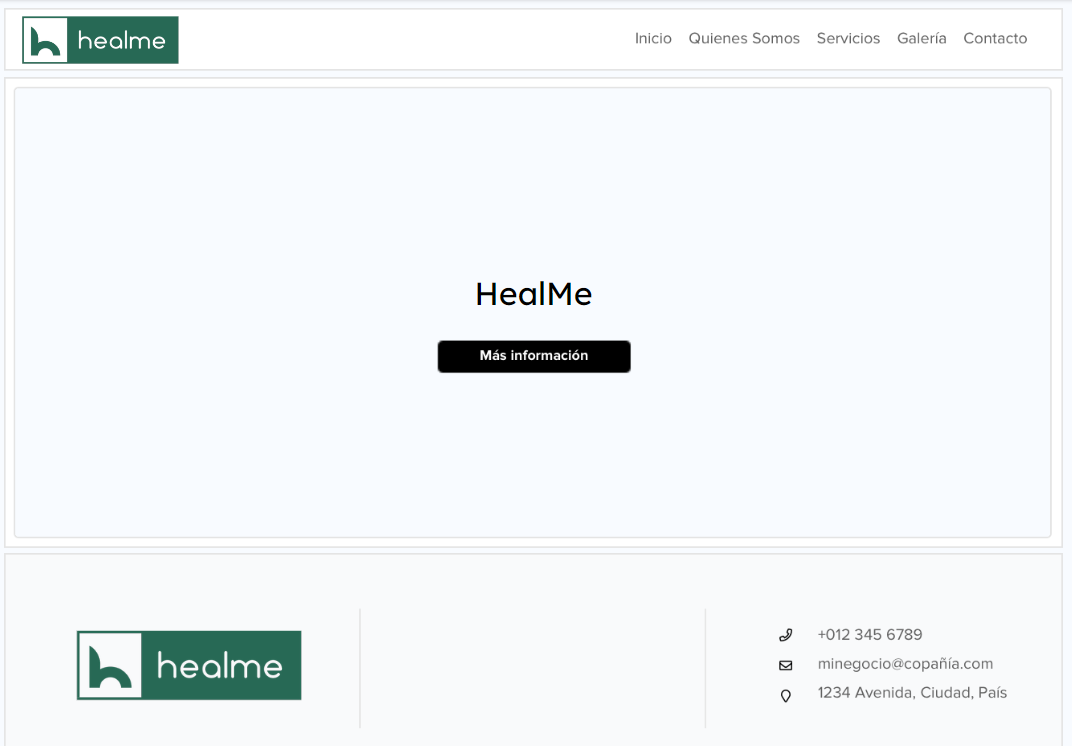 healme
Inicio Quienes Somos Servicios Galería Contacto
HealMe
Más información
healme
+012 345 6789
minegocio@copañía.com
1234 Avenida, Ciudad, País